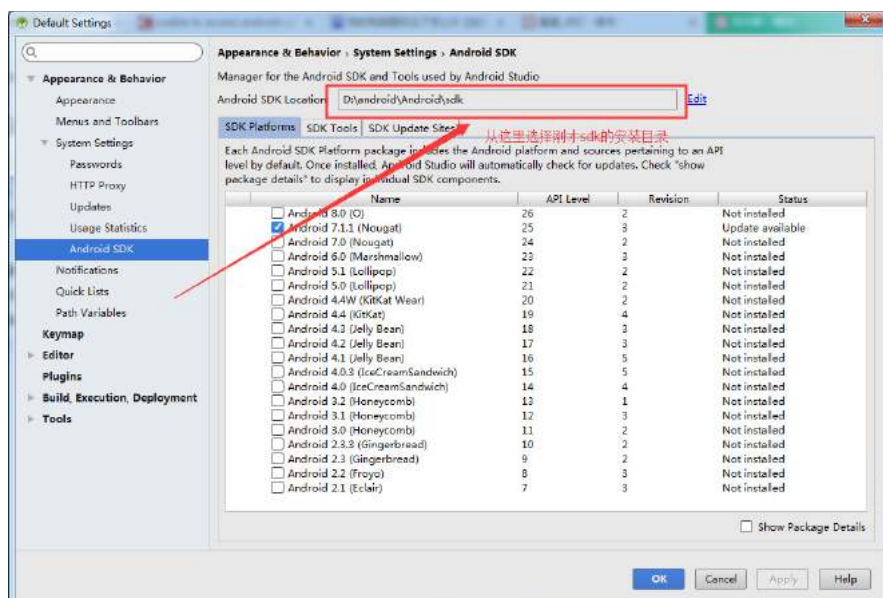 Default Settings
Appearance & Behavior
Appearance
Menus and Toolbars
System Settings
Passwords
HTTP Proxy
Updates
Usage Statistics
Android SDK
Notifications
Quick Lists
Path Variables
Keymap
Editor
Plugins
Build, Execution, Deployment
Tools
Appearance & Behavior › System Settings › Android SDK
Manager for the Android SDK and Tools used by Android Studio
Android SDK Location: D:\android\Android\sdk Edit
从这里选择刚才sdk的安装目录
SDK Platforms SDK Tools SDK Update Sites
Each Android SDK Platform package includes the Android platform and sources pertaining to an API
level by default. Once installed, Android Studio will automatically check for updates. Check "show
package details" to display individual SDK components.
Name API Level Revision Status
Android 8.0 (O) 26 2 Not installed
Android 7.1.1 (Nougat) 25 3 Update available
Android 7.0 (Nougat) 24 2 Not installed
Android 6.0 (Marshmallow) 23 3 Not installed
Android 5.1 (Lollipop) 22 2 Not installed
Android 5.0 (Lollipop) 21 2 Not installed
Android 4.4W (KitKat Wear) 20 2 Not installed
Android 4.4 (KitKat) 19 4 Not installed
Android 4.3 (Jelly Bean) 18 3 Not installed
Android 4.2 (Jelly Bean) 17 3 Not installed
Android 4.1 (Jelly Bean) 16 5 Not installed
Android 4.0.3 (IceCreamSandwich) 15 5 Not installed
Android 4.0 (IceCreamSandwich) 14 4 Not installed
Android 3.2 (Honeycomb) 13 1 Not installed
Android 3.1 (Honeycomb) 12 3 Not installed
Android 3.0 (Honeycomb) 11 2 Not installed
Android 2.3.3 (Gingerbread) 10 2 Not installed
Android 2.3 (Gingerbread) 9 2 Not installed
Android 2.2 (Froyo) 8 3 Not installed
Android 2.1 (Eclair) 7 3 Not installed
Show Package Details
OK Cancel Apply Help